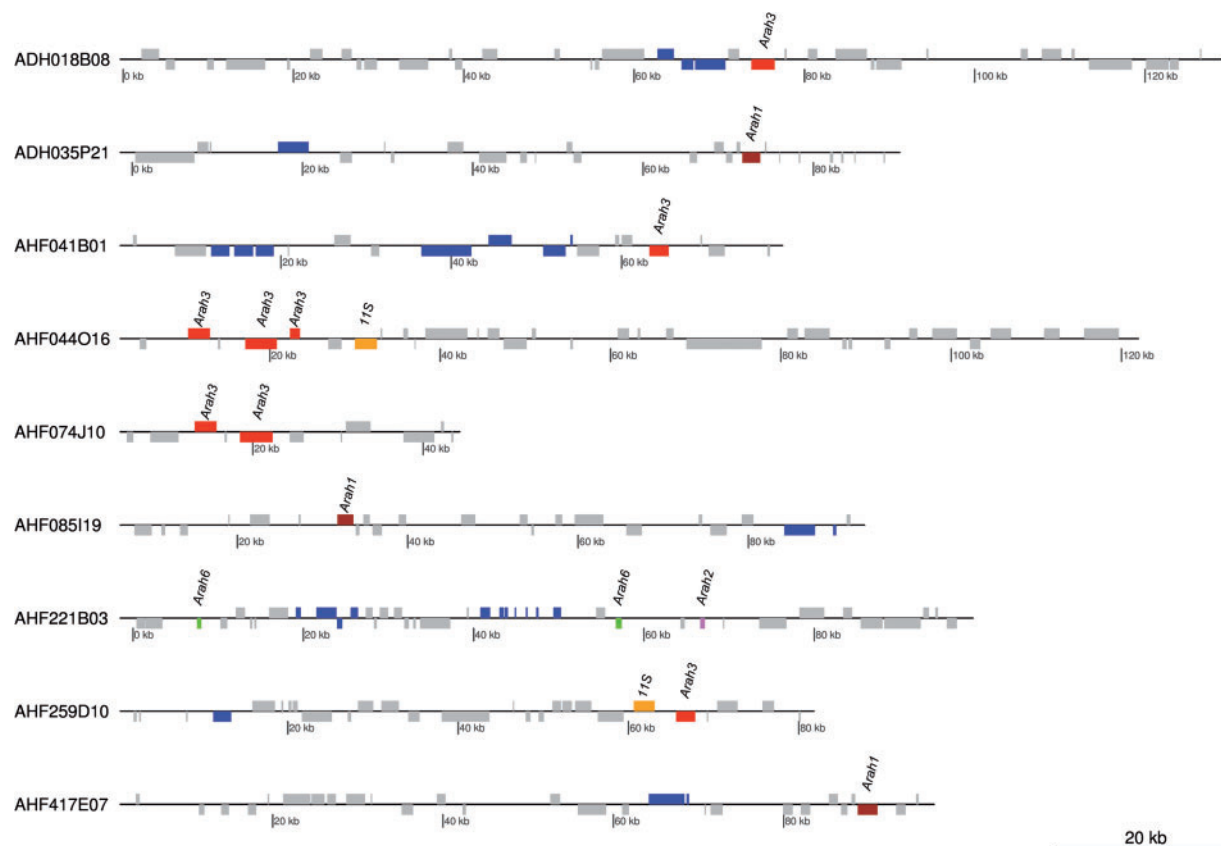 Arah3
ADH018B08
0 kb 20 kb 40 kb 60 kb 80 kb 100 kb 120 kb
Arah1
ADH035P21
0 kb 20 kb 40 kb 60 kb 80 kb
Arah3
AHF041B01
20 kb 40 kb 60 kb
Arah3 Arah3 Arah3 11S
AHF044O16
20 kb 40 kb 60 kb 80 kb 100 kb 120 kb
Arah3 Arah3
AHF074J10
20 kb 40 kb
Arah1
AHF085I19
20 kb 40 kb 60 kb 80 kb
Arah6 Arah6 Arah2
AHF221B03
0 kb 20 kb 40 kb 60 kb 80 kb
11S Arah3
AHF259D10
20 kb 40 kb 60 kb 80 kb
Arah1
AHF417E07
20 kb 40 kb 60 kb 80 kb
20 kb